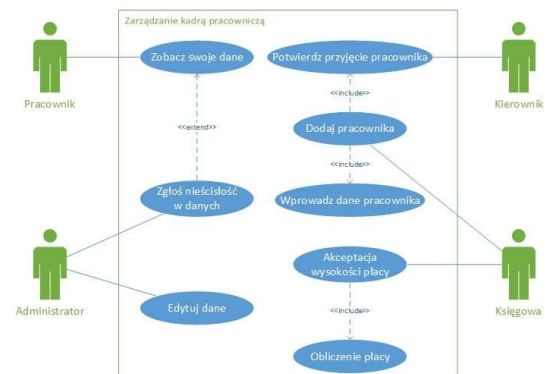 Zarządzanie kadrą pracowniczą
Zobacz swoje dane
Potwierdz przyjęcie pracownika
Pracownik
Kierownik
<<include>>
<<extend>>
Dodaj pracownika
<<include>>
Zgłoś nieścisłość
w danych
Wprowadz dane pracownika
Akceptacja
wysokości płacy
Administrator
Edytuj dane
<<include>>
Księgowa
Obliczenie płacy